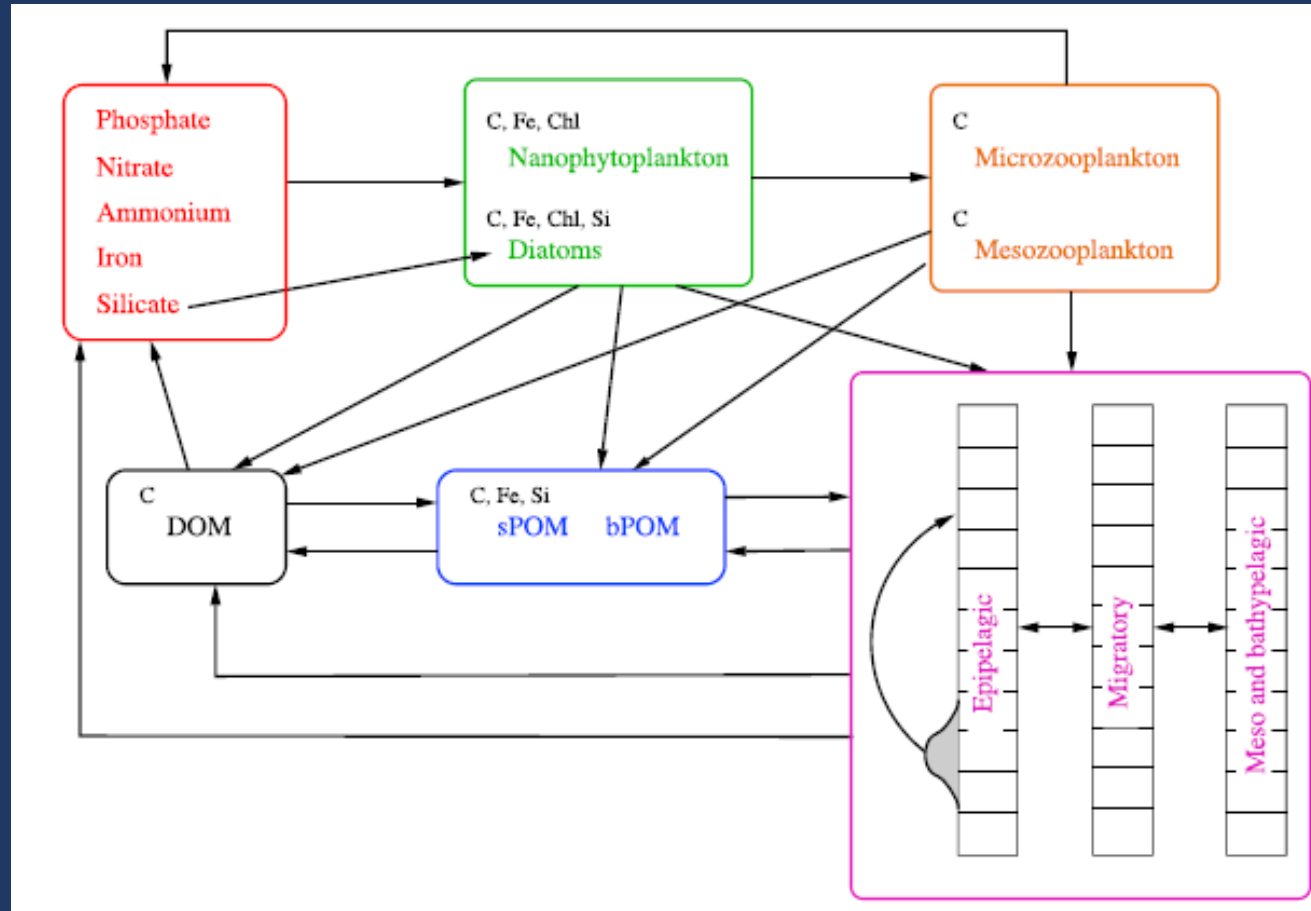 Phosphate
Nitrate
Ammonium
Iron
Silicate
C, Fe, Chl
Nanophytoplankton
C, Fe, Chl, Si
Diatoms
C
Microzooplankton
C
Mesozooplankton
C
DOM
C, Fe, Si
sPOM bPOM
Epipelagic
Migratory
Meso and bathypelagic